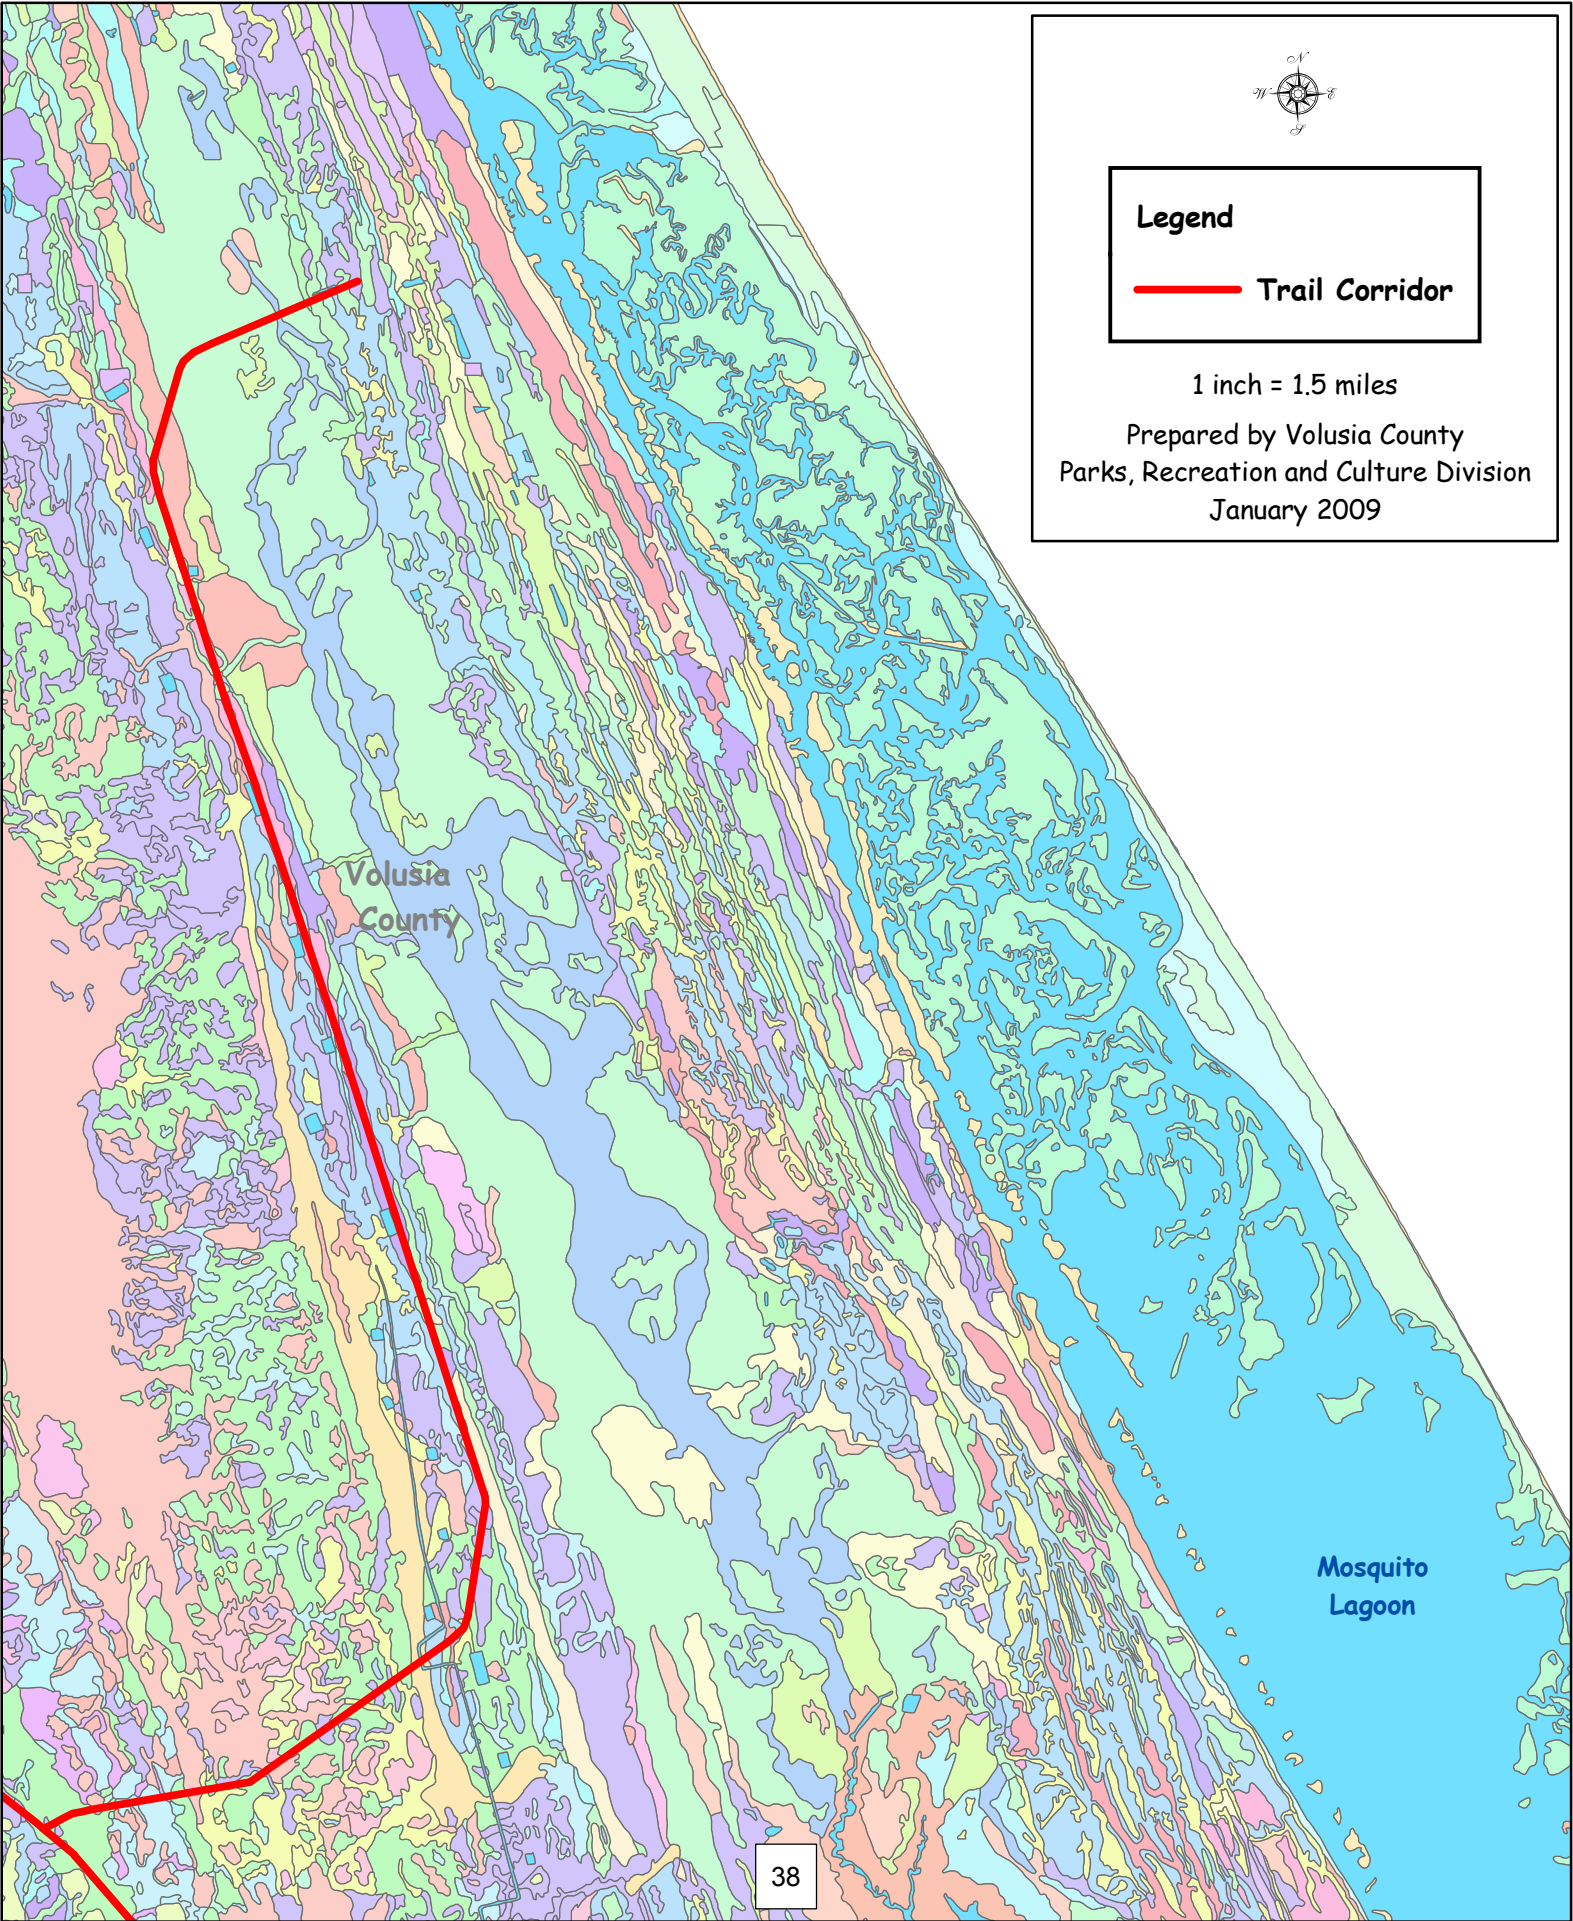 N
W E
S
Legend
Trail Corridor
1 inch = 1.5 miles
Prepared by Volusia County
Parks, Recreation and Culture Division
January 2009
Volusia
County
Mosquito
Lagoon
38